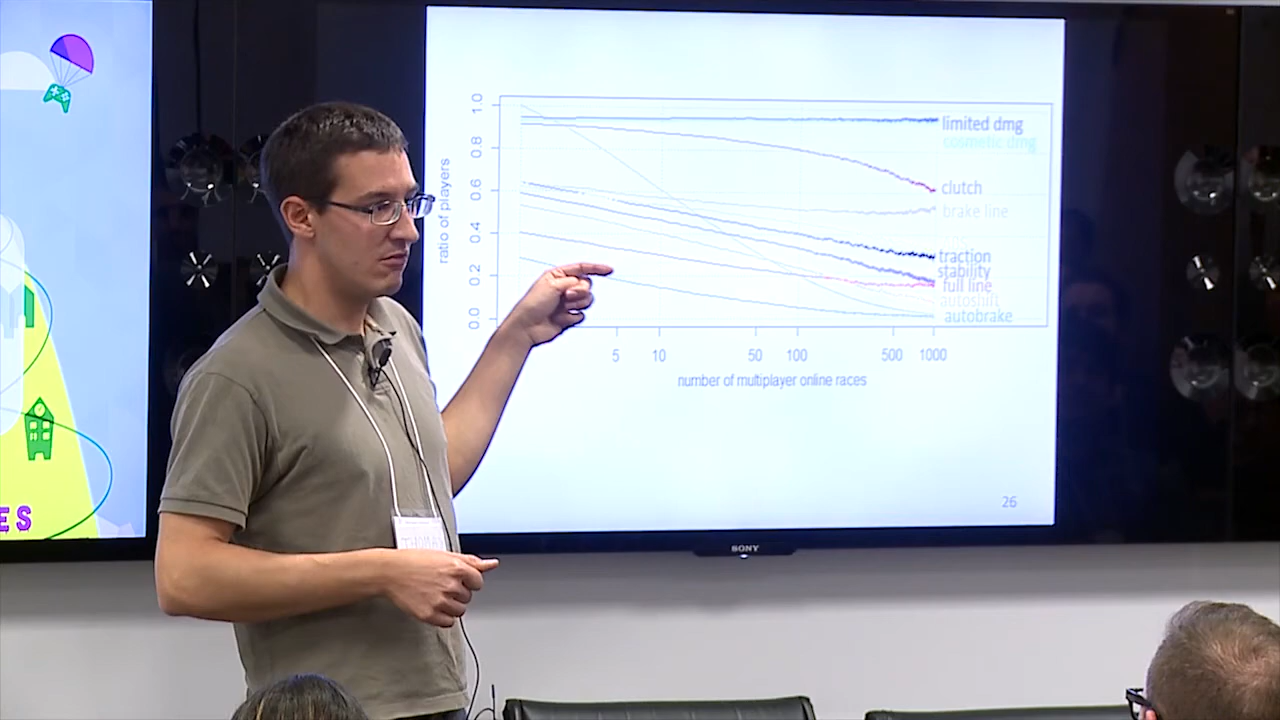 1.0
0.8
0.6
0.4
0.2
0.0
ratio of players
limited dmg
cosmetic dmg
clutch
brake line
traction
stability
full line
autoshift
autobrake
5 10 50 100 500 1000
number of multiplayer online races
26
SONY
ES
THOMAS